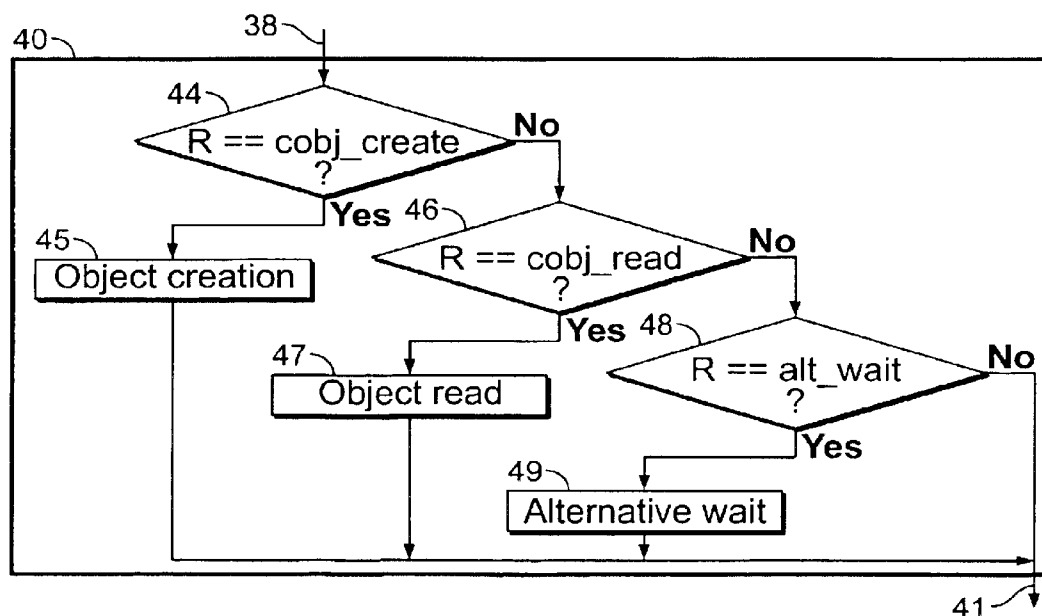 38
40
44
R == cobj_create
?
No
Yes
46
45
Object creation
R == cobj_read
?
No
Yes
48
47
Object read
R == alt_wait
?
No
Yes
49
Alternative wait
41